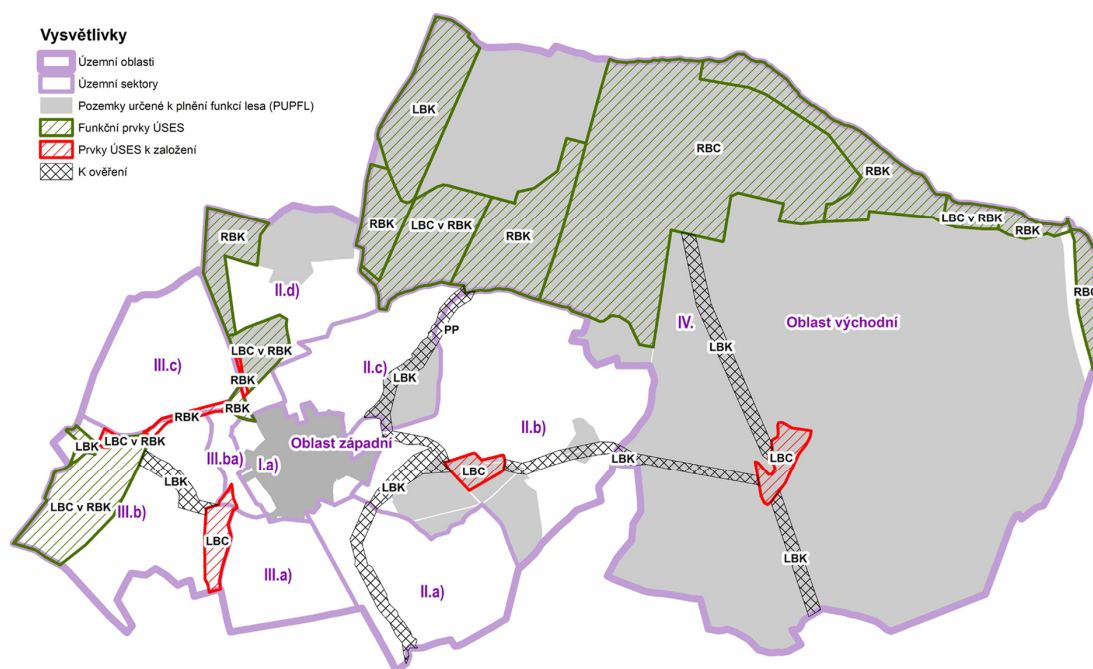 Vysvětlivky
Územní oblasti
Územní sektory
Pozemky určené k plnění funkcí lesa (PUPFL)
Funkční prvky ÚSES
Prvky ÚSES k založení
K ověření
LBK
RBC
RBK
RBK
LBC v RBK
RBK
LBC v RBK
RBK
RBC
RBK
II.d)
IV.
Oblast východní
PP
LBK
LBC v RBK
II.c)
III.c)
RBK
LBK
RBK
RBK
II.b)
Oblast západní
LBK
LBC v RBK
III.ba)
I.a)
LBK
LBC
LBC
LBK
LBK
LBC v RBK
III.b)
LBC
LBK
III.a)
II.a)